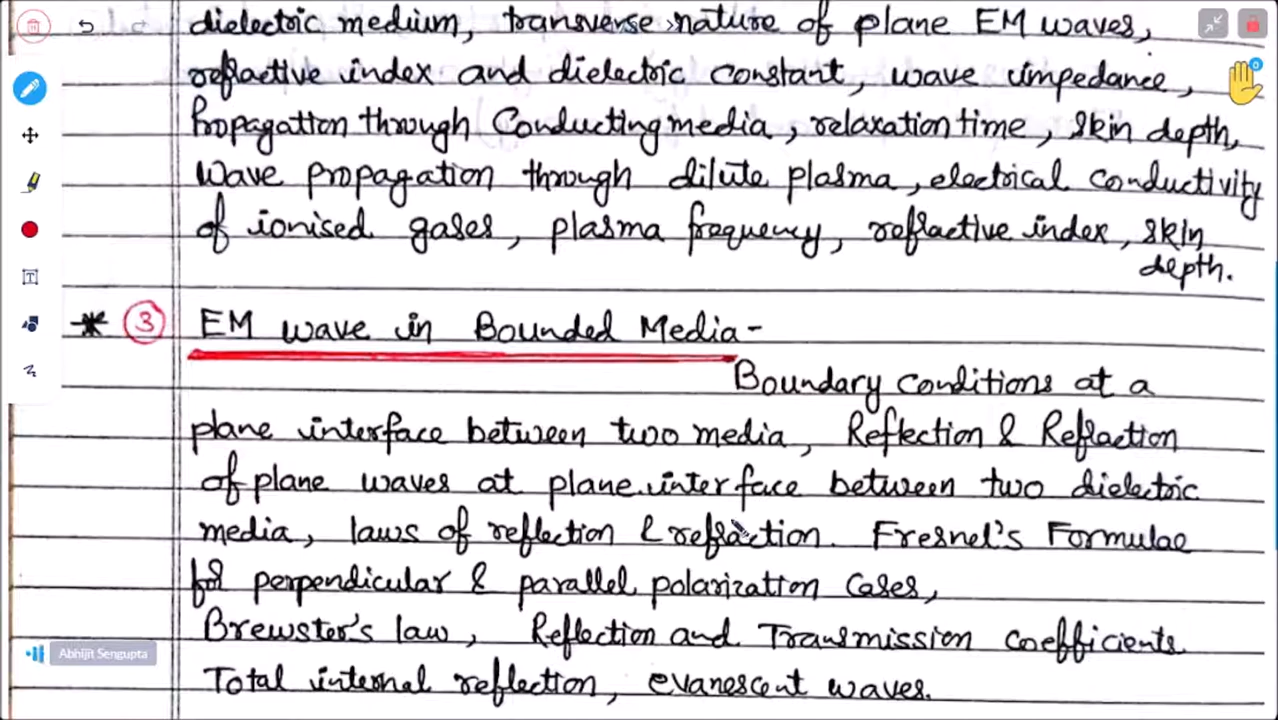 dielectric medium, transverse nature of plane EM waves,
refractive index and dielectric constant, wave impedance,
Propagation through Conducting media, relaxation time, skin depth,
Wave propagation through dilute plasma, electrical conductivity
of ionised gases, plasma frequency, refractive index, skin
depth.
* 3 EM wave in Bounded Media-
Boundary conditions at a
plane interface between two media, Reflection & Refraction
of plane waves at plane interface between two dielectric
media, laws of reflection & refraction. Fresnel's Formulae
for perpendicular & parallel polarization cases,
Brewster's law, Reflection and Transmission coefficients
Total internal reflection, evanescent waves.
Abhijit Sengupta